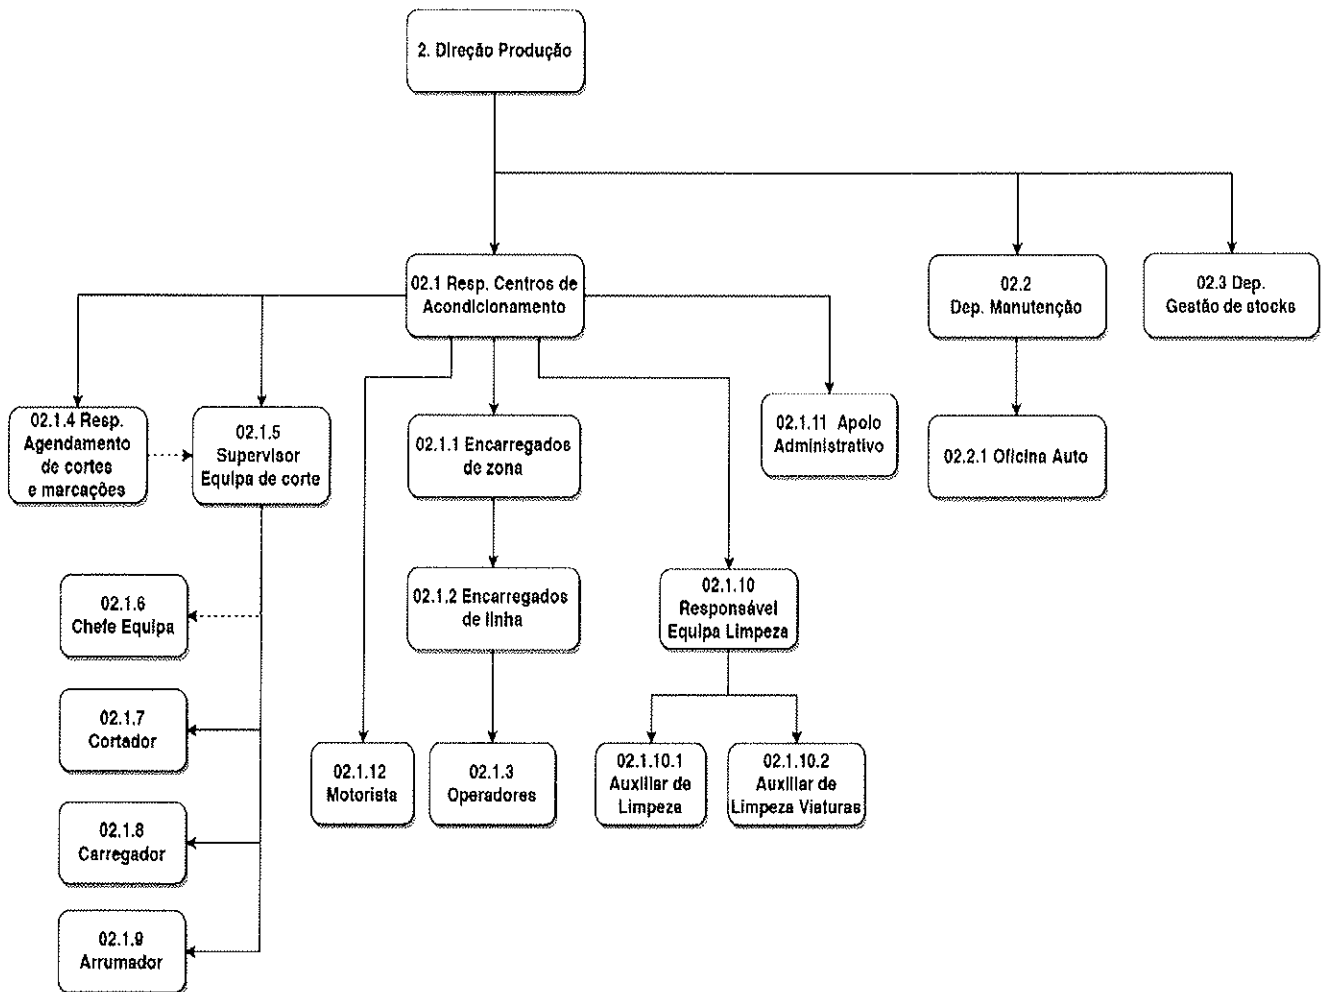 2. Direção Produção
02.1 Resp. Centros de
Acondicionamento
02.2
Dep. Manutenção
02.3 Dep.
Gestão de stocks
02.1.4 Resp.
Agendamento
de cortes
e marcações
02.1.5
Supervisor
Equipa de corte
02.1.1 Encarregados
de zona
02.1.11 Apoio
Administrativo
02.2.1 Oficina Auto
02.1.6
Chefe Equipa
02.1.2 Encarregados
de linha
02.1.10
Responsável
Equipa Limpeza
02.1.7
Cortador
02.1.12
Motorista
02.1.3
Operadores
02.1.10.1
Auxiliar de
Limpeza
02.1.10.2
Auxiliar de
Limpeza Viaturas
02.1.8
Carregador
02.1.9
Arrumador